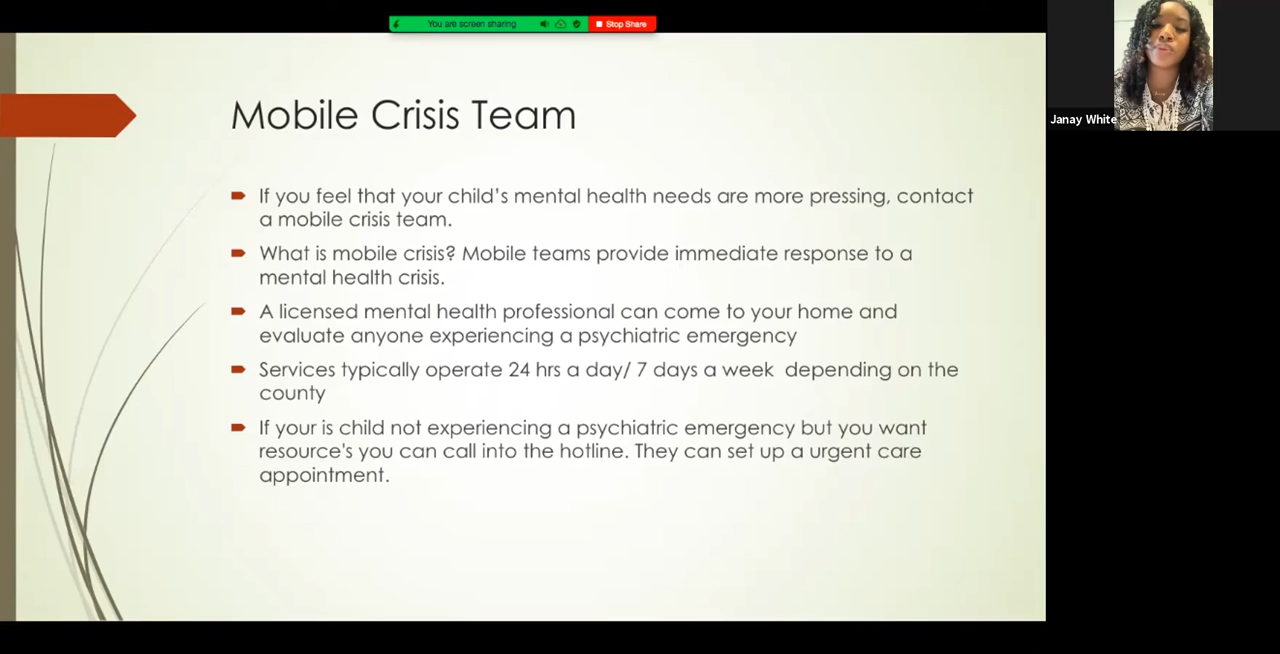 You are screen sharing
Stop Share
Janay White
Mobile Crisis Team
If you feel that your child's mental health needs are more pressing, contact
a mobile crisis team.
What is mobile crisis? Mobile teams provide immediate response to a
mental health crisis.
A licensed mental health professional can come to your home and
evaluate anyone experiencing a psychiatric emergency
Services typically operate 24 hrs a day/ 7 days a week  depending on the
county
If your is child not experiencing a psychiatric emergency but you want
resource's you can call into the hotline. They can set up a urgent care
appointment.